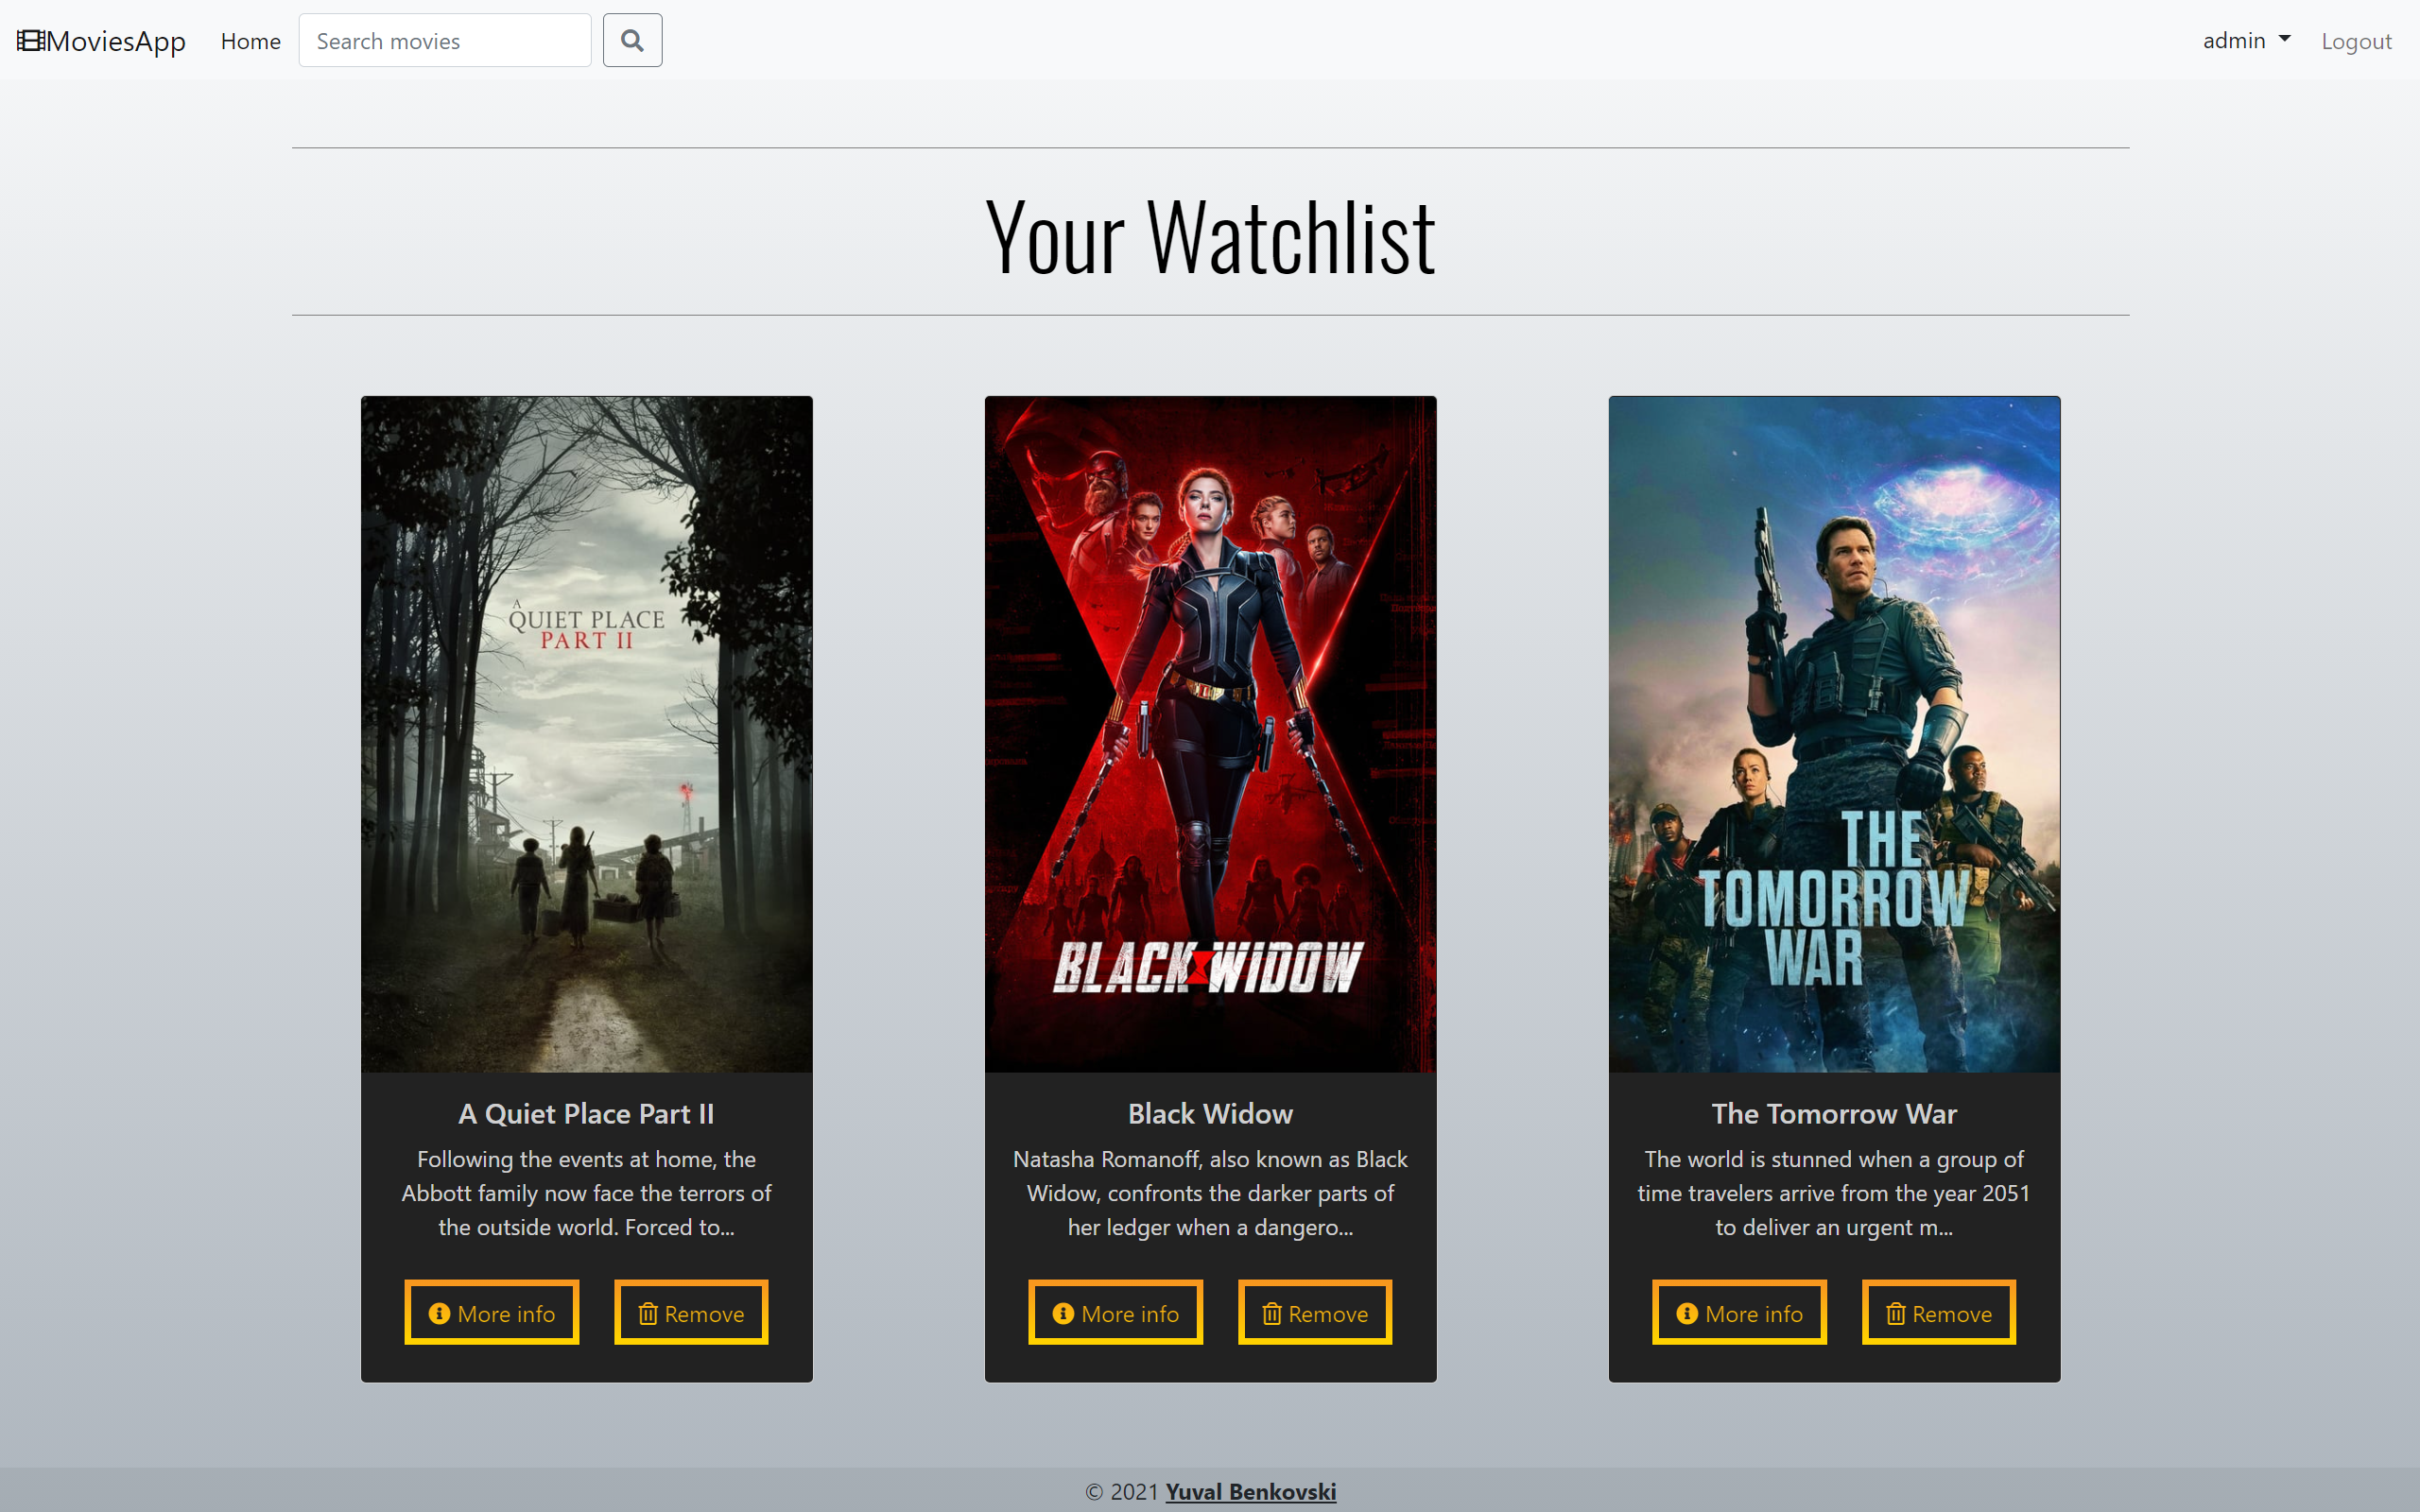 MoviesApp Home Search movies admin Logout
Your Watchlist
A
QUIET PLACE
PART II
BLACK WIDOW
THE
TOMORROW
WAR
A Quiet Place Part II
Following the events at home, the
Abbott family now face the terrors of
the outside world. Forced to...
More info Remove
Black Widow
Natasha Romanoff, also known as Black
Widow, confronts the darker parts of
her ledger when a dangero...
More info Remove
The Tomorrow War
The world is stunned when a group of
time travelers arrive from the year 2051
to deliver an urgent m...
More info Remove
© 2021 Yuval Benkovski